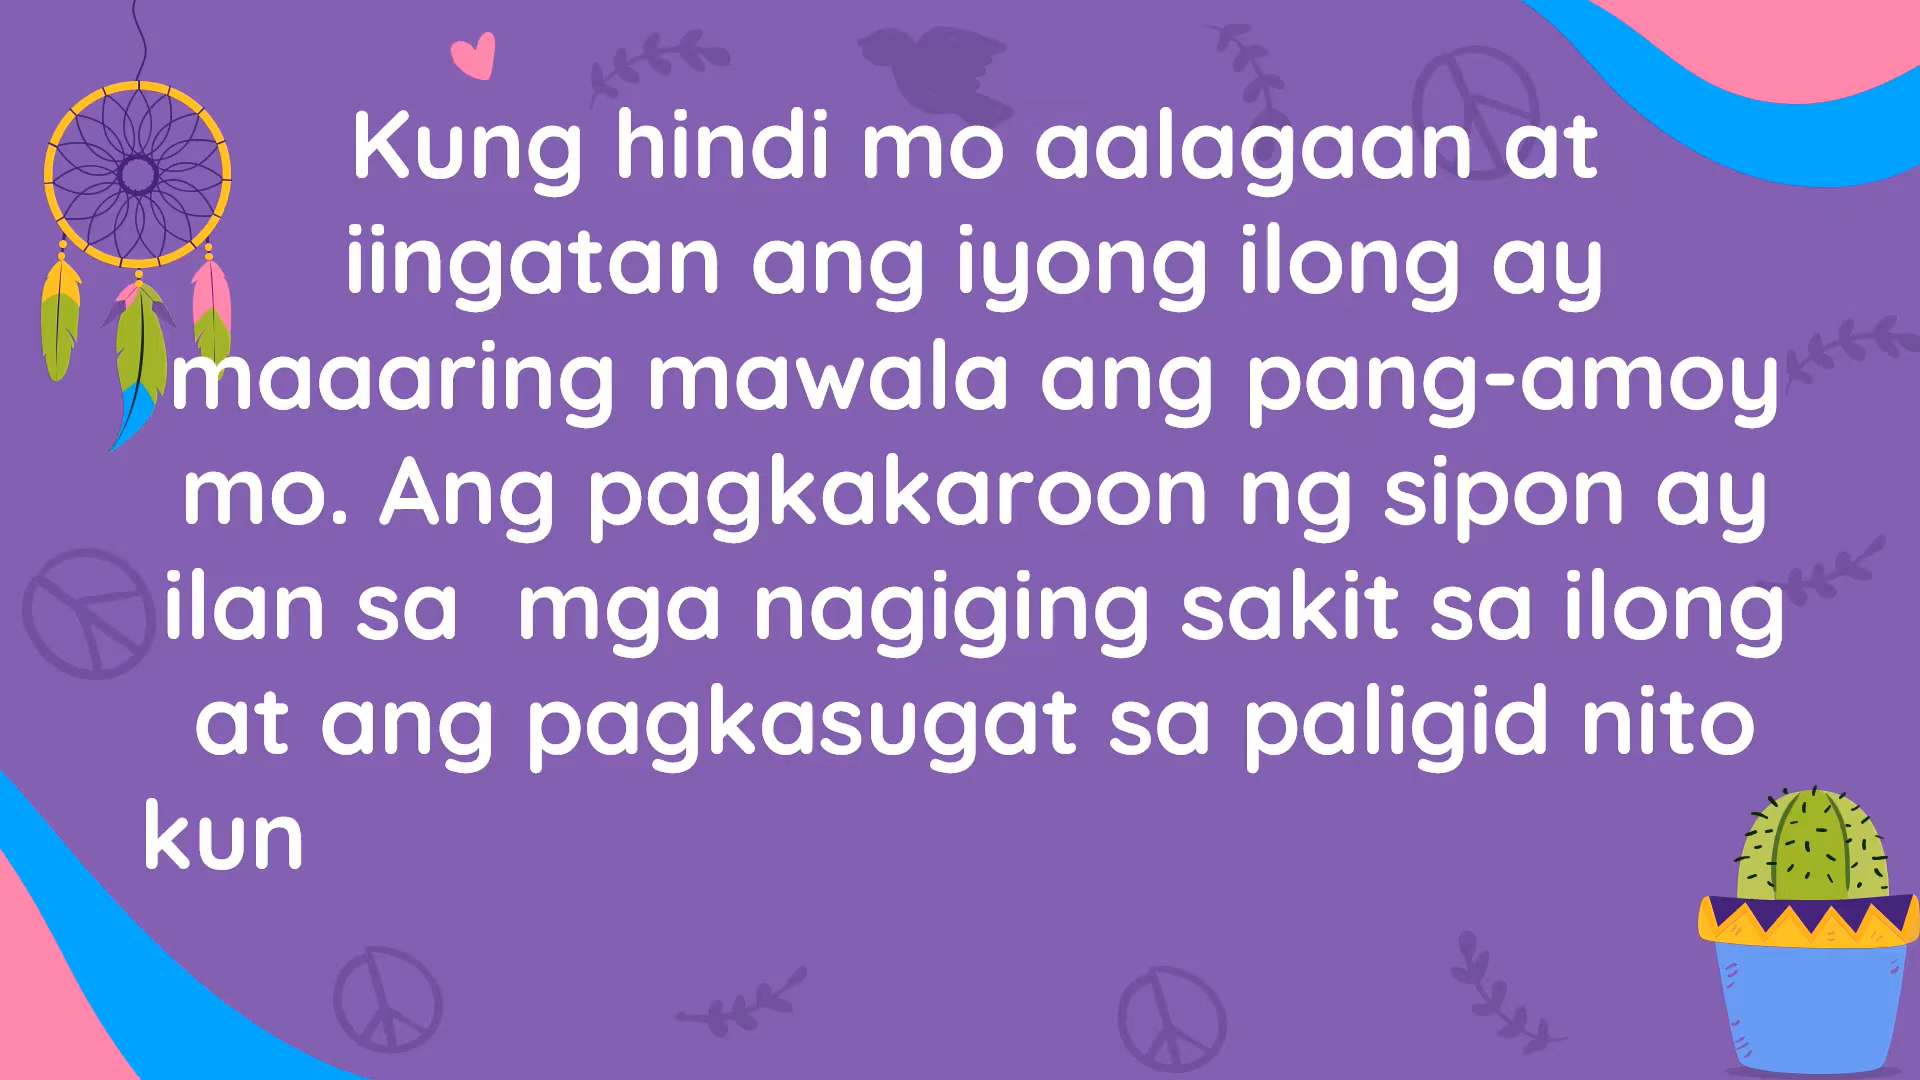 Kung hindi mo aalagaan at
iingatan ang iyong ilong ay
maaaring mawala ang pang-amoy
mo. Ang pagkakaroon ng sipon ay
ilan sa  mga nagiging sakit sa ilong
at ang pagkasugat sa paligid nito
kun